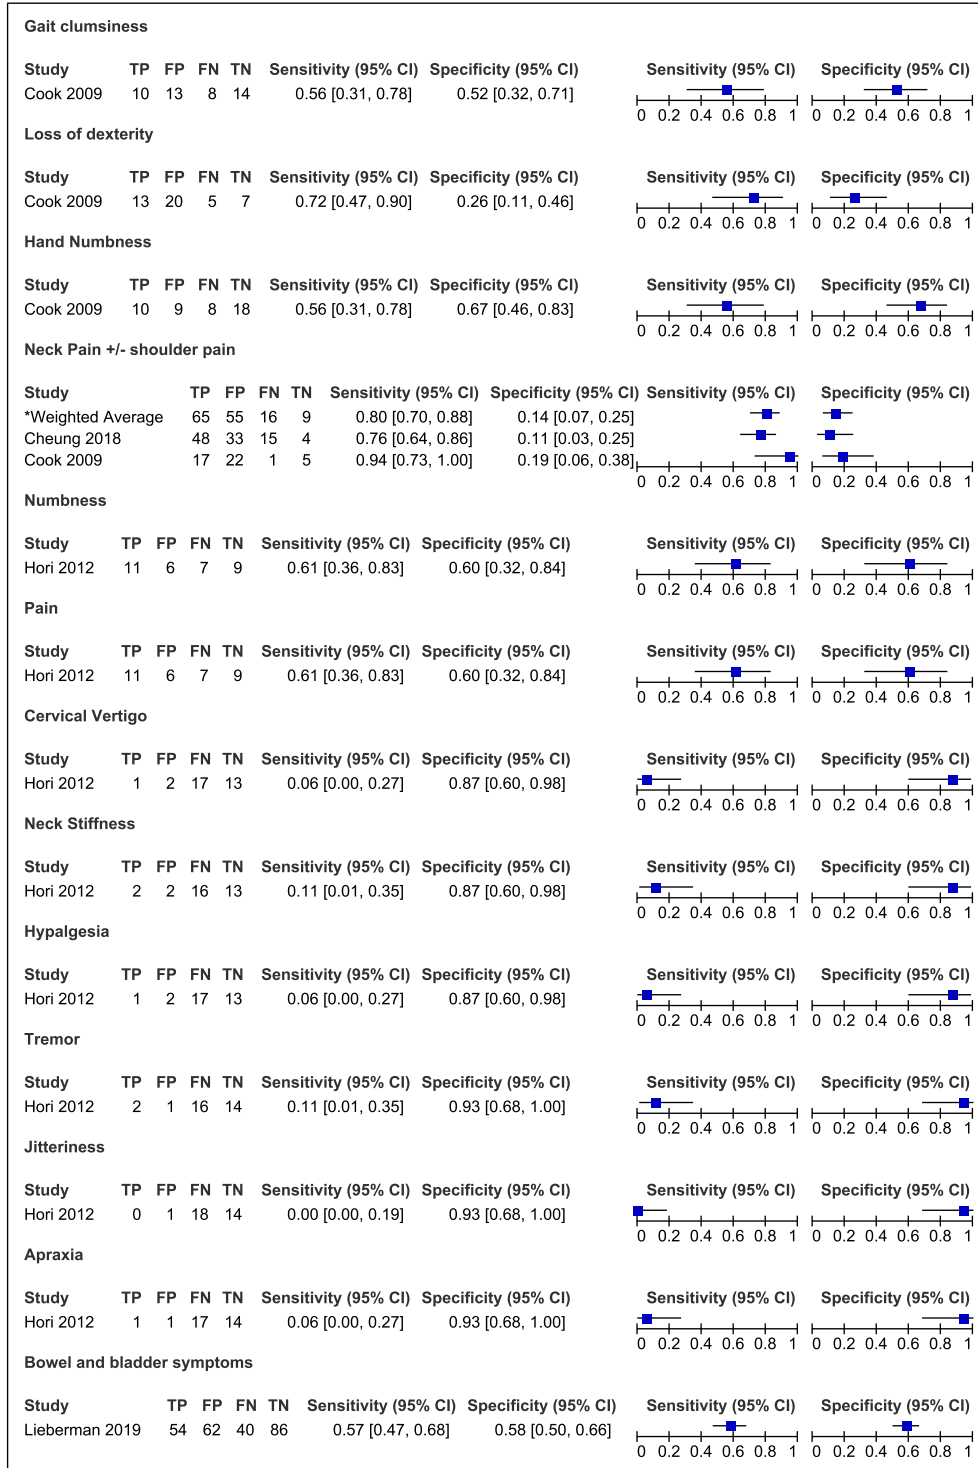 Gait clumsiness
Study TP FP FN TN Sensitivity (95% CI) Specificity (95% CI) Sensitivity (95% CI) Specificity (95% CI)
Cook 2009 10 13 8 14 0.56 [0.31, 0.78] 0.52 [0.32, 0.71]
0 0.2 0.4 0.6 0.8 1 0 0.2 0.4 0.6 0.8 1
Loss of dexterity
Study TP FP FN TN Sensitivity (95% CI) Specificity (95% CI) Sensitivity (95% CI) Specificity (95% CI)
Cook 2009 13 20 5 7 0.72 [0.47, 0.90] 0.26 [0.11, 0.46]
0 0.2 0.4 0.6 0.8 1 0 0.2 0.4 0.6 0.8 1
Hand Numbness
Study TP FP FN TN Sensitivity (95% CI) Specificity (95% CI) Sensitivity (95% CI) Specificity (95% CI)
Cook 2009 10 9 8 18 0.56 [0.31, 0.78] 0.67 [0.46, 0.83]
0 0.2 0.4 0.6 0.8 1 0 0.2 0.4 0.6 0.8 1
Neck Pain +/- shoulder pain
Study TP FP FN TN Sensitivity (95% CI) Specificity (95% CI) Sensitivity (95% CI) Specificity (95% CI)
*Weighted Average 65 55 16 9 0.80 [0.70, 0.88] 0.14 [0.07, 0.25]
Cheung 2018 48 33 15 4 0.76 [0.64, 0.86] 0.11 [0.03, 0.25]
Cook 2009 17 22 1 5 0.94 [0.73, 1.00] 0.19 [0.06, 0.38]
0 0.2 0.4 0.6 0.8 1 0 0.2 0.4 0.6 0.8 1
Numbness
Study TP FP FN TN Sensitivity (95% CI) Specificity (95% CI) Sensitivity (95% CI) Specificity (95% CI)
Hori 2012 11 6 7 9 0.61 [0.36, 0.83] 0.60 [0.32, 0.84]
0 0.2 0.4 0.6 0.8 1 0 0.2 0.4 0.6 0.8 1
Pain
Study TP FP FN TN Sensitivity (95% CI) Specificity (95% CI) Sensitivity (95% CI) Specificity (95% CI)
Hori 2012 11 6 7 9 0.61 [0.36, 0.83] 0.60 [0.32, 0.84]
0 0.2 0.4 0.6 0.8 1 0 0.2 0.4 0.6 0.8 1
Cervical Vertigo
Study TP FP FN TN Sensitivity (95% CI) Specificity (95% CI) Sensitivity (95% CI) Specificity (95% CI)
Hori 2012 1 2 17 13 0.06 [0.00, 0.27] 0.87 [0.60, 0.98]
0 0.2 0.4 0.6 0.8 1 0 0.2 0.4 0.6 0.8 1
Neck Stiffness
Study TP FP FN TN Sensitivity (95% CI) Specificity (95% CI) Sensitivity (95% CI) Specificity (95% CI)
Hori 2012 2 2 16 13 0.11 [0.01, 0.35] 0.87 [0.60, 0.98]
0 0.2 0.4 0.6 0.8 1 0 0.2 0.4 0.6 0.8 1
Hypalgesia
Study TP FP FN TN Sensitivity (95% CI) Specificity (95% CI) Sensitivity (95% CI) Specificity (95% CI)
Hori 2012 1 2 17 13 0.06 [0.00, 0.27] 0.87 [0.60, 0.98]
0 0.2 0.4 0.6 0.8 1 0 0.2 0.4 0.6 0.8 1
Tremor
Study TP FP FN TN Sensitivity (95% CI) Specificity (95% CI) Sensitivity (95% CI) Specificity (95% CI)
Hori 2012 2 1 16 14 0.11 [0.01, 0.35] 0.93 [0.68, 1.00]
0 0.2 0.4 0.6 0.8 1 0 0.2 0.4 0.6 0.8 1
Jitteriness
Study TP FP FN TN Sensitivity (95% CI) Specificity (95% CI) Sensitivity (95% CI) Specificity (95% CI)
Hori 2012 0 1 18 14 0.00 [0.00, 0.19] 0.93 [0.68, 1.00]
0 0.2 0.4 0.6 0.8 1 0 0.2 0.4 0.6 0.8 1
Apraxia
Study TP FP FN TN Sensitivity (95% CI) Specificity (95% CI) Sensitivity (95% CI) Specificity (95% CI)
Hori 2012 1 1 17 14 0.06 [0.00, 0.27] 0.93 [0.68, 1.00]
0 0.2 0.4 0.6 0.8 1 0 0.2 0.4 0.6 0.8 1
Bowel and bladder symptoms
Study TP FP FN TN Sensitivity (95% CI) Specificity (95% CI) Sensitivity (95% CI) Specificity (95% CI)
Lieberman 2019 54 62 40 86 0.57 [0.47, 0.68] 0.58 [0.50, 0.66]
0 0.2 0.4 0.6 0.8 1 0 0.2 0.4 0.6 0.8 1